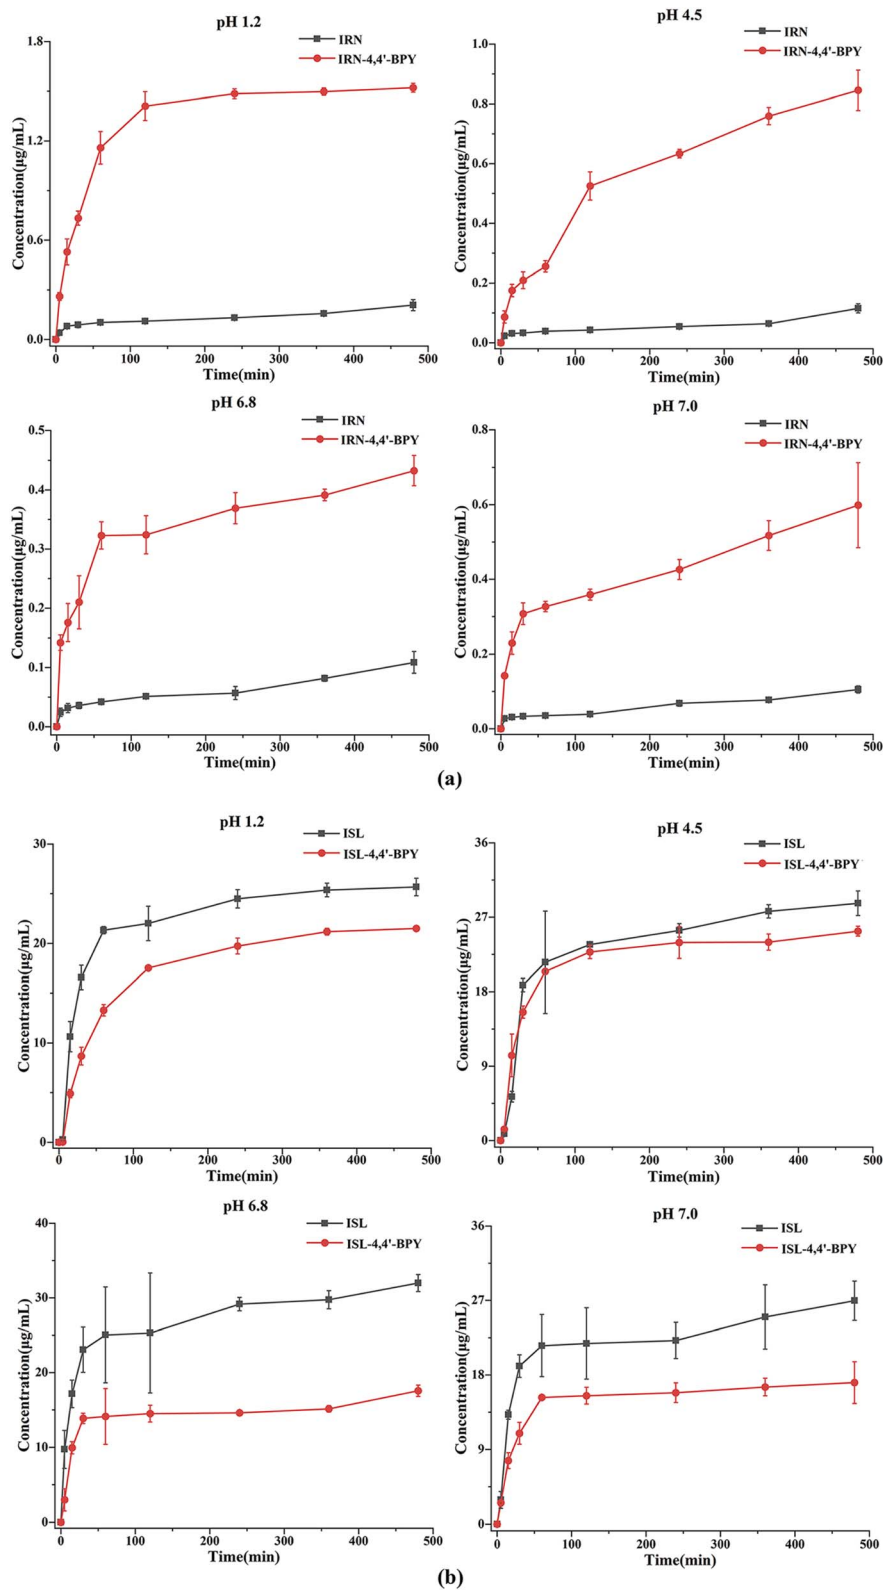 pH 1.2
IRN
IRN-4,4'-BPY
Concentration(µg/mL)
1.8
1.2
0.6
0.0
0 100 200 300 400 500
Time(min)
pH 4.5
IRN
IRN-4,4'-BPY
Concentration(µg/mL)
1.0
0.8
0.6
0.4
0.2
0.0
0 100 200 300 400 500
Time(min)
pH 6.8
IRN
IRN-4,4'-BPY
Concentration(µg/mL)
0.5
0.4
0.3
0.2
0.1
0.0
0 100 200 300 400 500
Time(min)
pH 7.0
IRN
IRN-4,4'-BPY
Concentration(µg/mL)
0.8
0.6
0.4
0.2
0.0
0 100 200 300 400 500
Time(min)
(a)
pH 1.2
ISL
ISL-4,4'-BPY
Concentration(µg/mL)
30
20
10
0
0 100 200 300 400 500
Time(min)
pH 4.5
ISL
ISL-4,4'-BPY
Concentration(µg/mL)
36
27
18
9
0
0 100 200 300 400 500
Time(min)
pH 6.8
ISL
ISL-4,4'-BPY
Concentration(µg/mL)
40
30
20
10
0
0 100 200 300 400 500
Time(min)
pH 7.0
ISL
ISL-4,4'-BPY
Concentration(µg/mL)
36
27
18
9
0
0 100 200 300 400 500
Time(min)
(b)